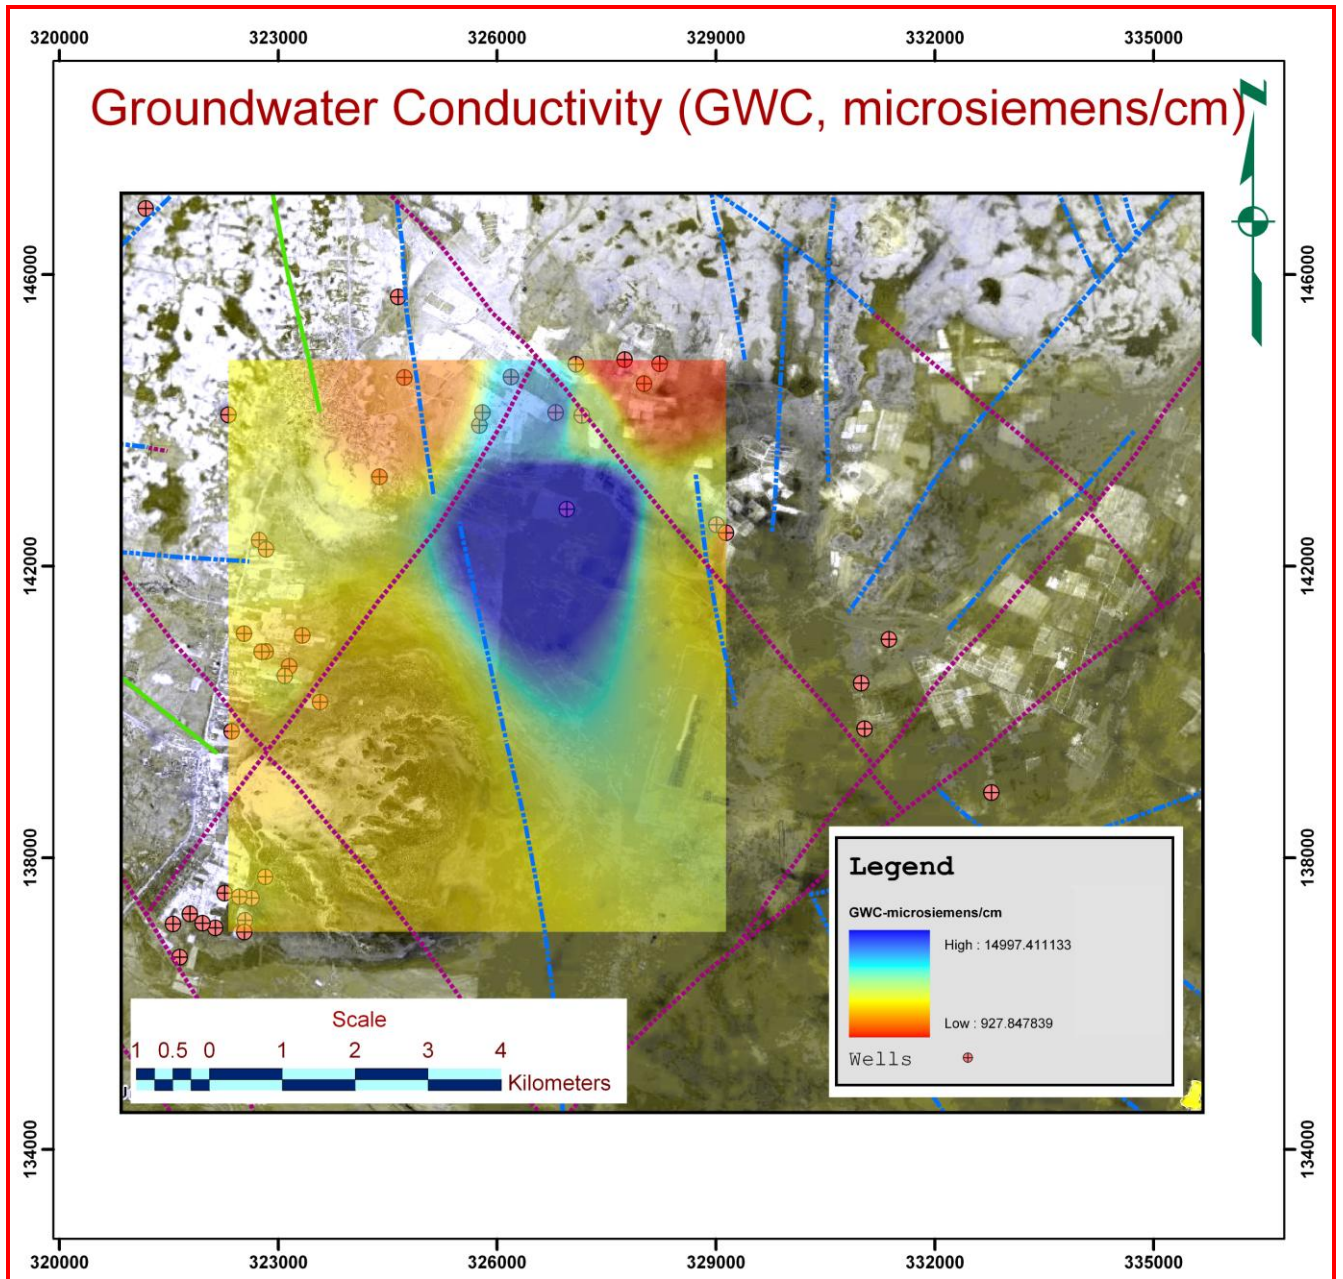 320000 323000 326000 329000 332000 335000
Groundwater Conductivity (GWC, microsiemens/cm)
N
146000 146000
142000 142000
138000 138000
134000 134000
Legend
GWC-microsiemens/cm
High : 14997.411133
Low : 927.847839
Wells
Scale
1 0.5 0 1 2 3 4
Kilometers
320000 323000 326000 329000 332000 335000